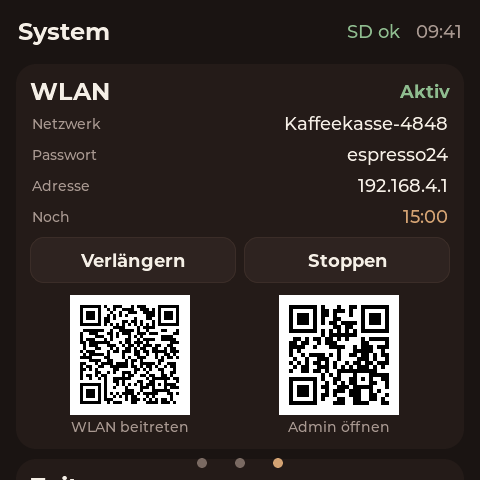 System SD ok 09:41
WLAN Aktiv
Netzwerk Kaffeekasse-4848
Passwort espresso24
Adresse 192.168.4.1
Noch 15:00
Verlängern Stoppen
WLAN beitreten Admin öffnen